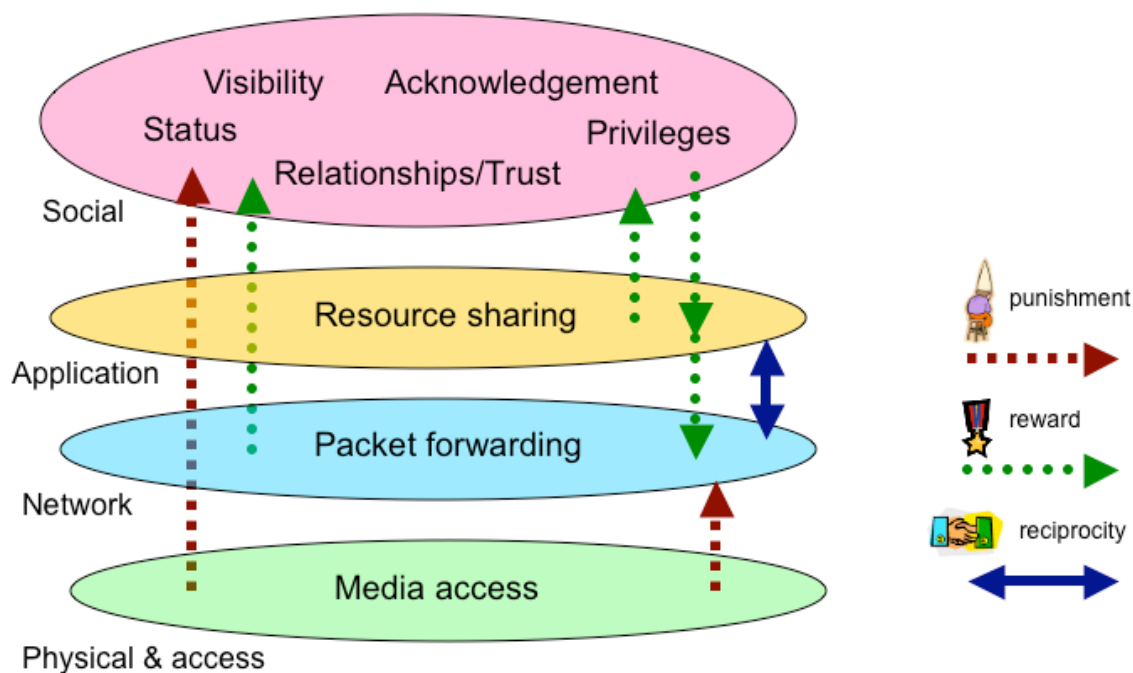 Visibility Acknowledgement
Status Privileges
Relationships/Trust
Social
Resource sharing
Application
Packet forwarding
Network
Media access
Physical & access
punishment
reward
reciprocity